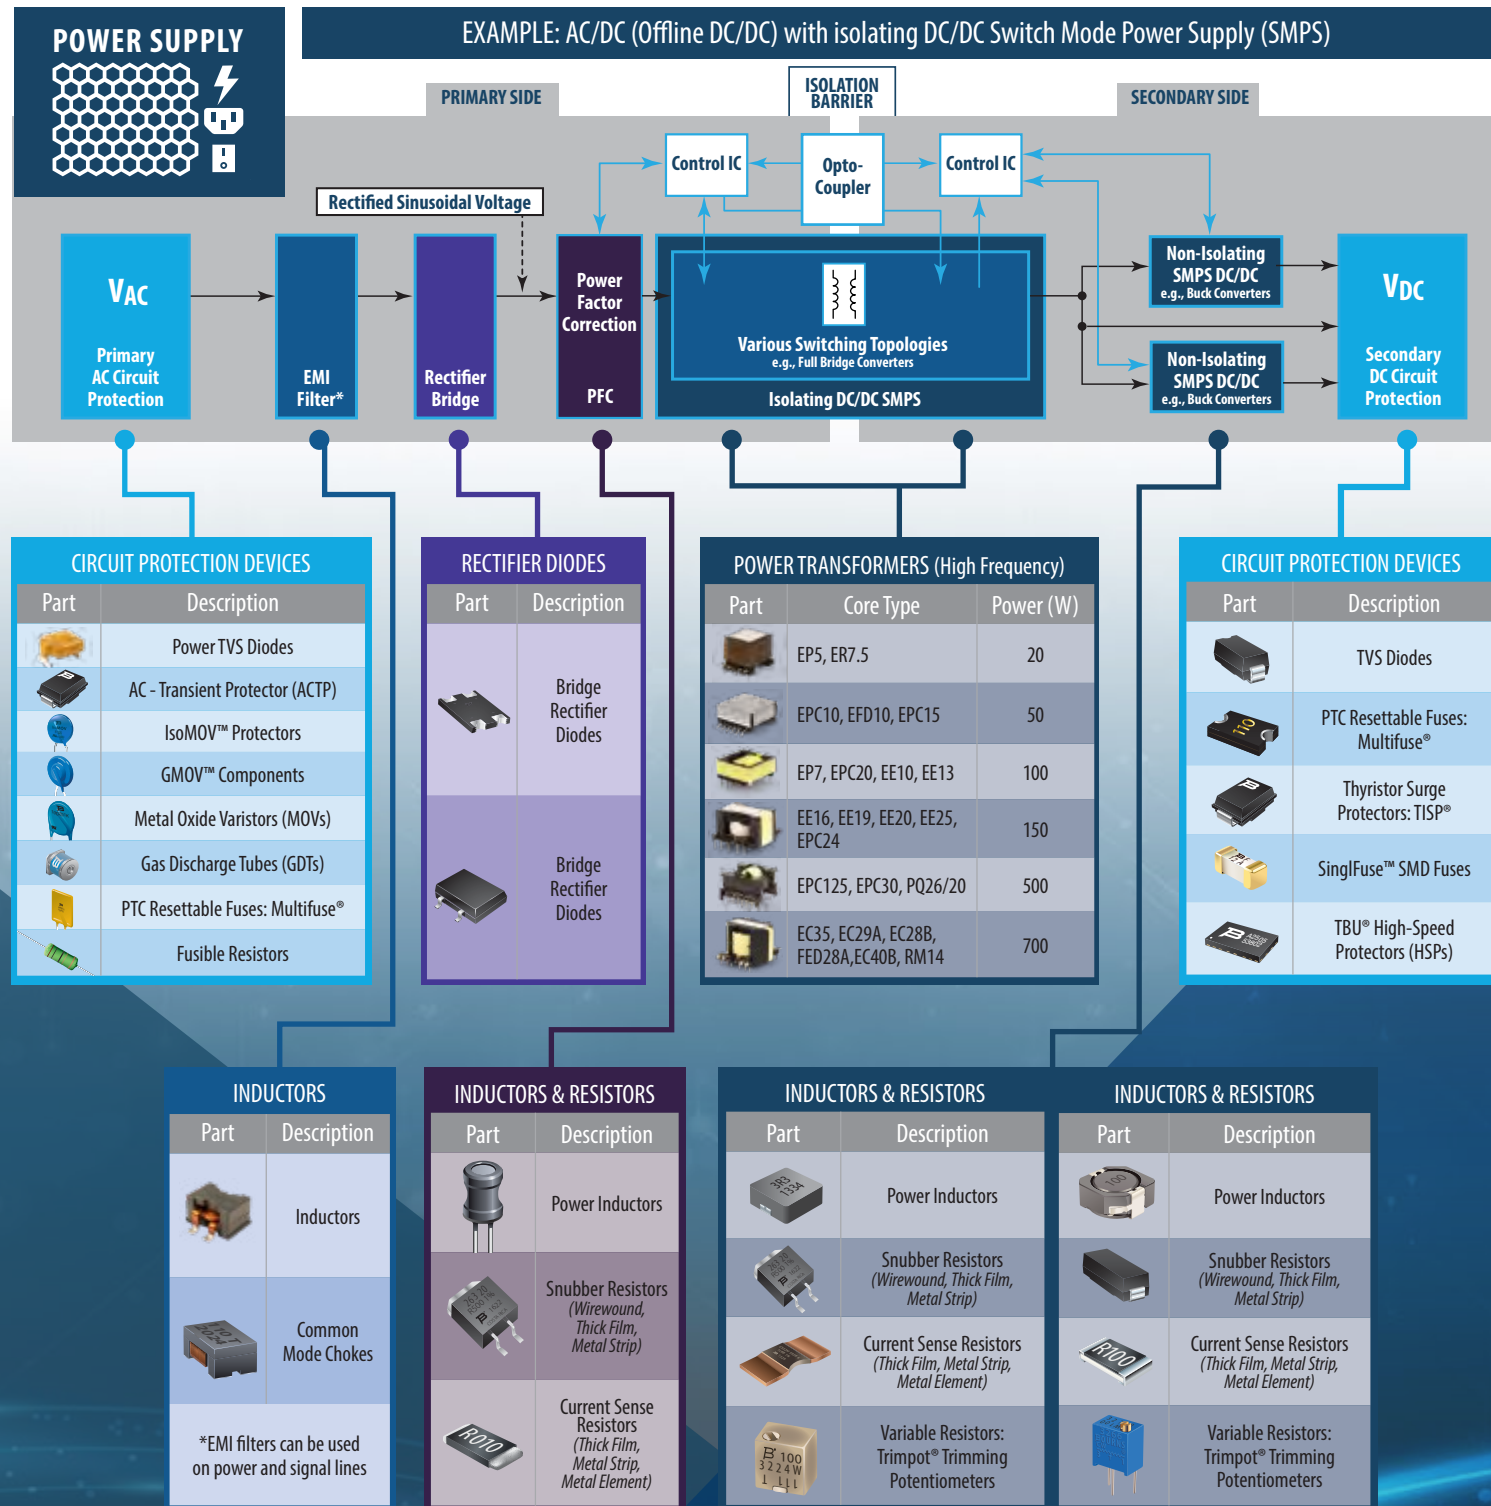 POWER SUPPLY
EXAMPLE: AC/DC (Offline DC/DC) with isolating DC/DC Switch Mode Power Supply (SMPS)
PRIMARY SIDE
ISOLATION
BARRIER
SECONDARY SIDE
Control IC
Opto-
Coupler
Control IC
Rectified Sinusoidal Voltage
VAC
Primary
AC Circuit
Protection
EMI
Filter*
Rectifier
Bridge
Power
Factor
Correction
PFC
Various Switching Topologies
e.g., Full Bridge Converters
Isolating DC/DC SMPS
Non-Isolating
SMPS DC/DC
e.g., Buck Converters
Non-Isolating
SMPS DC/DC
e.g., Buck Converters
VDC
Secondary
DC Circuit
Protection
CIRCUIT PROTECTION DEVICES
Part Description
Power TVS Diodes
AC - Transient Protector (ACTP)
IsoMOV™ Protectors
GMOV™ Components
Metal Oxide Varistors (MOVs)
Gas Discharge Tubes (GDTs)
PTC Resettable Fuses: Multifuse®
Fusible Resistors
RECTIFIER DIODES
Part Description
Bridge
Rectifier
Diodes
Bridge
Rectifier
Diodes
POWER TRANSFORMERS (High Frequency)
Part Core Type Power (W)
EP5, ER7.5 20
EPC10, EFD10, EPC15 50
EP7, EPC20, EE10, EE13 100
EE16, EE19, EE20, EE25,
EPC24 150
EPC125, EPC30, PQ26/20 500
EC35, EC29A, EC28B,
FED28A,EC40B, RM14 700
CIRCUIT PROTECTION DEVICES
Part Description
TVS Diodes
110
PTC Resettable Fuses:
Multifuse®
Thyristor Surge
Protectors: TISP®
SinglFuse™ SMD Fuses
TBU® High-Speed
Protectors (HSPs)
INDUCTORS
Part Description
Inductors
Common
Mode Chokes
*EMI filters can be used
on power and signal lines
INDUCTORS & RESISTORS
Part Description
Power Inductors
Snubber Resistors
(Wirewound,
Thick Film,
Metal Strip)
R010
Current Sense
Resistors
(Thick Film,
Metal Strip,
Metal Element)
INDUCTORS & RESISTORS
Part Description
3R3
1334
Power Inductors
Snubber Resistors
(Wirewound, Thick Film,
Metal Strip)
Current Sense Resistors
(Thick Film, Metal Strip,
Metal Element)
100
3224W
Variable Resistors:
Trimpot® Trimming
Potentiometers
INDUCTORS & RESISTORS
Part Description
100
Power Inductors
Snubber Resistors
(Wirewound, Thick Film,
Metal Strip)
R100
Current Sense Resistors
(Thick Film, Metal Strip,
Metal Element)
Variable Resistors:
Trimpot® Trimming
Potentiometers